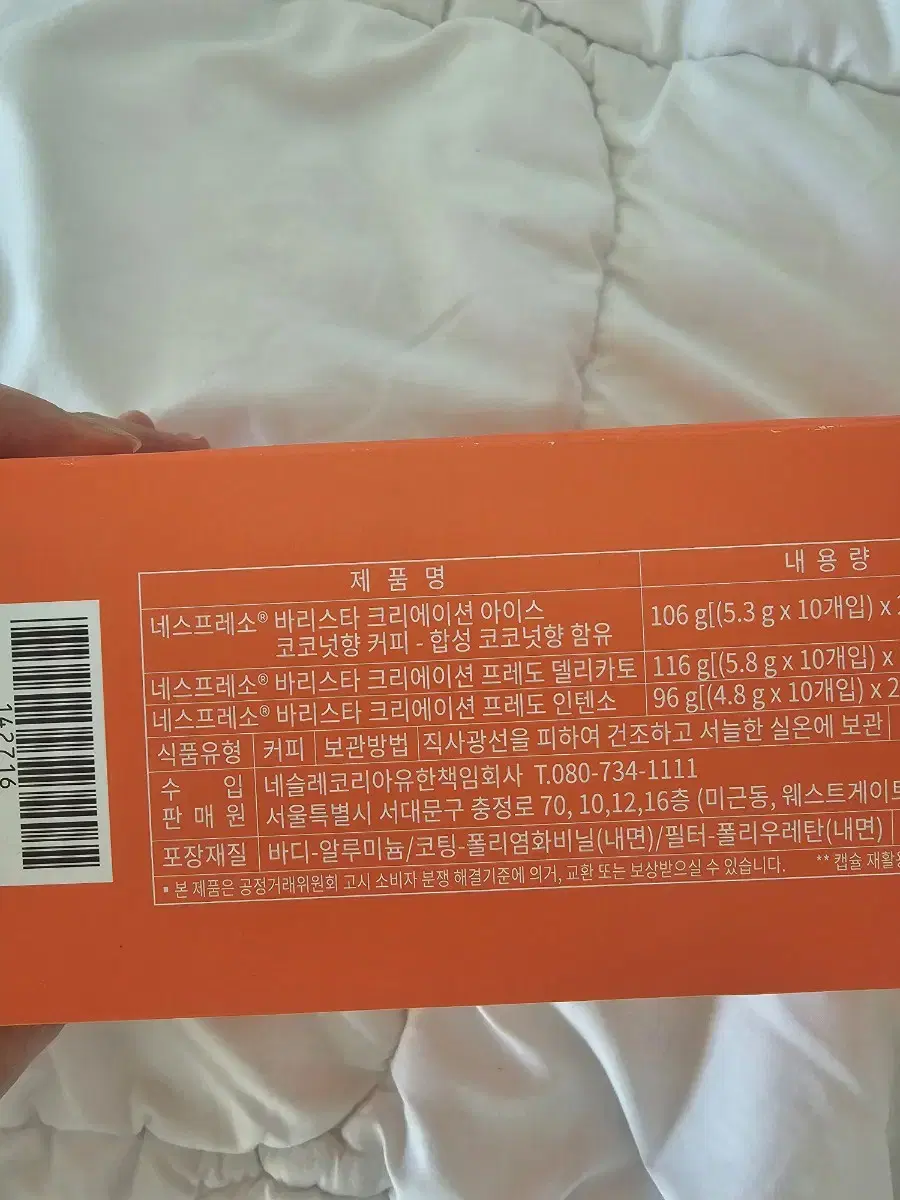 제 품 명 내 용 량
네스프레소® 바리스타 크리에이션 아이스
코코넛향 커피 - 합성 코코넛향 함유 106 g[(5.3 g x 10개입) x
네스프레소® 바리스타 크리에이션 프레도 델리카토 116 g[(5.8 g x 10개입) x
네스프레소® 바리스타 크리에이션 프레도 인텐소 96 g[(4.8 g x 10개입) x 2
식품유형 커피 보관방법 직사광선을 피하여 건조하고 서늘한 실온에 보관
수 입 네슬레코리아유한책임회사 T.080-734-1111
판 매 원 서울특별시 서대문구 충정로 70, 10,12,16층 (미근동, 웨스트게이트
포장재질 바디-알루미늄/코팅-폴리염화비닐(내면)/필터-폴리우레탄(내면)
▪ 본 제품은 공정거래위원회 고시 소비자 분쟁 해결기준에 의거, 교환 또는 보상받으실 수 있습니다. ** 캡슐 재활용
142716